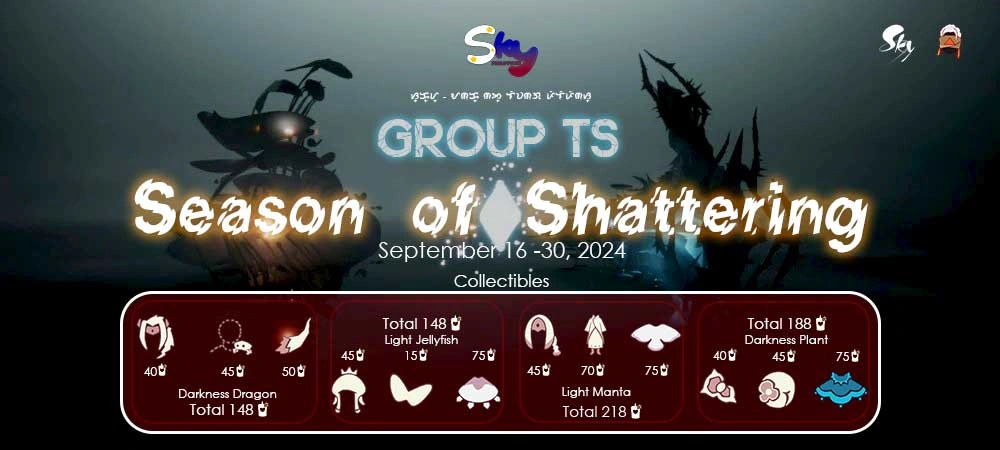 Sky
Sky
GROUP TS
Season of Shattering
September 16 -30, 2024
Collectibles
40
45
50
Darkness Dragon
Total 148
Total 148
Light Jellyfish
45
15
75
45
70
75
Light Manta
Total 218
Total 188
Darkness Plant
40
45
75